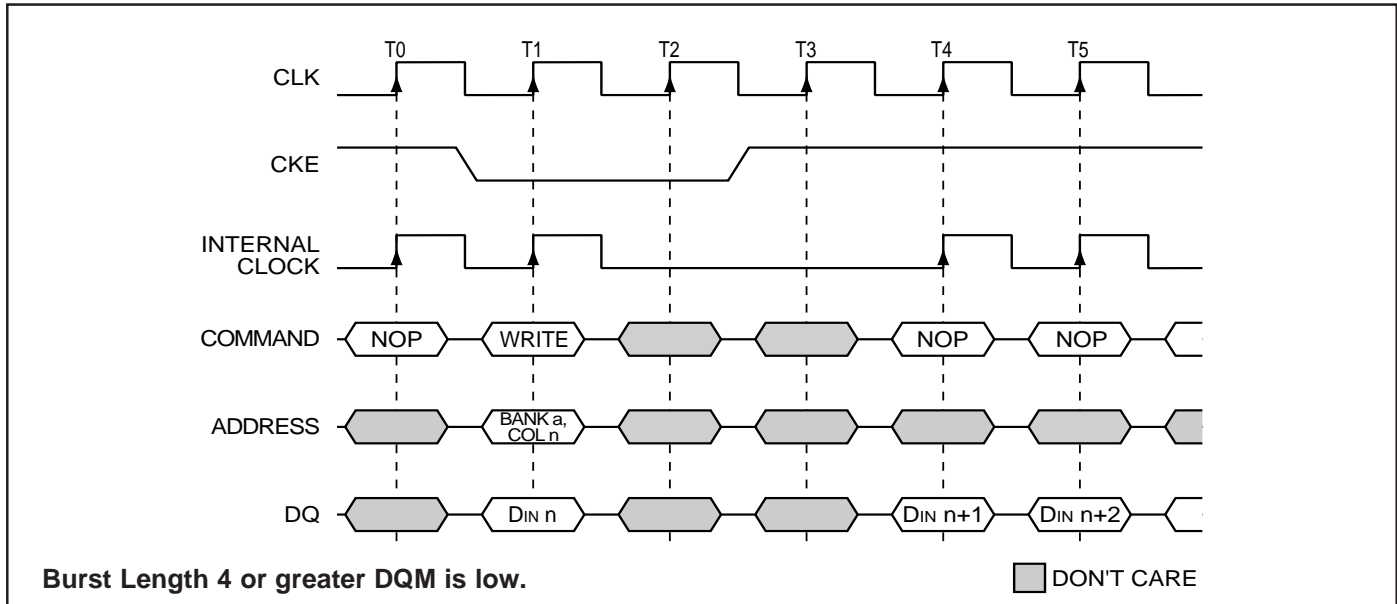 T0 T1 T2 T3 T4 T5
CLK
CKE
INTERNAL
CLOCK
COMMAND NOP WRITE NOP NOP
ADDRESS BANK a,
COL n
DQ DIN n DIN n+1 DIN n+2
Burst Length 4 or greater DQM is low.
DON'T CARE